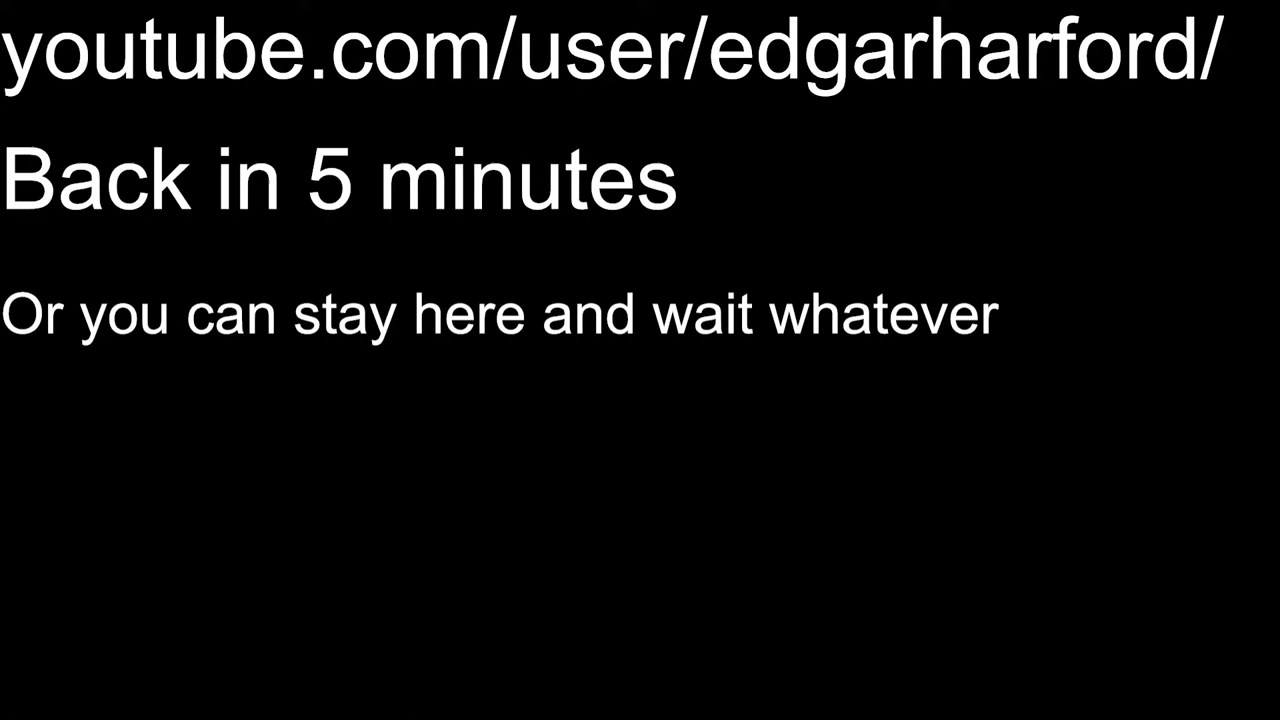 youtube.com/user/edgarharford/
Back in 5 minutes
Or you can stay here and wait whatever